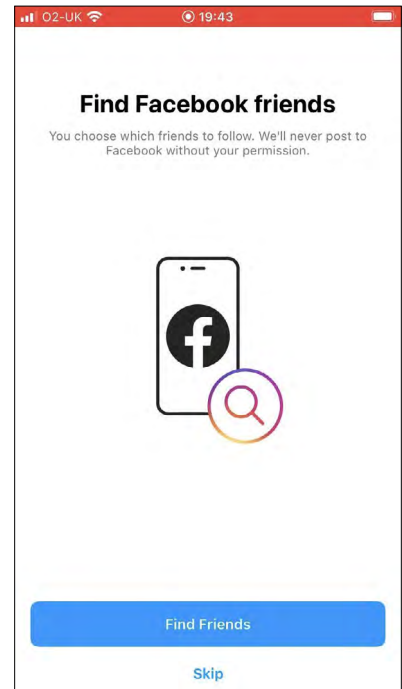 O2-UK 19:43
Find Facebook friends
You choose which friends to follow. We'll never post to
Facebook without your permission.
Find Friends
Skip